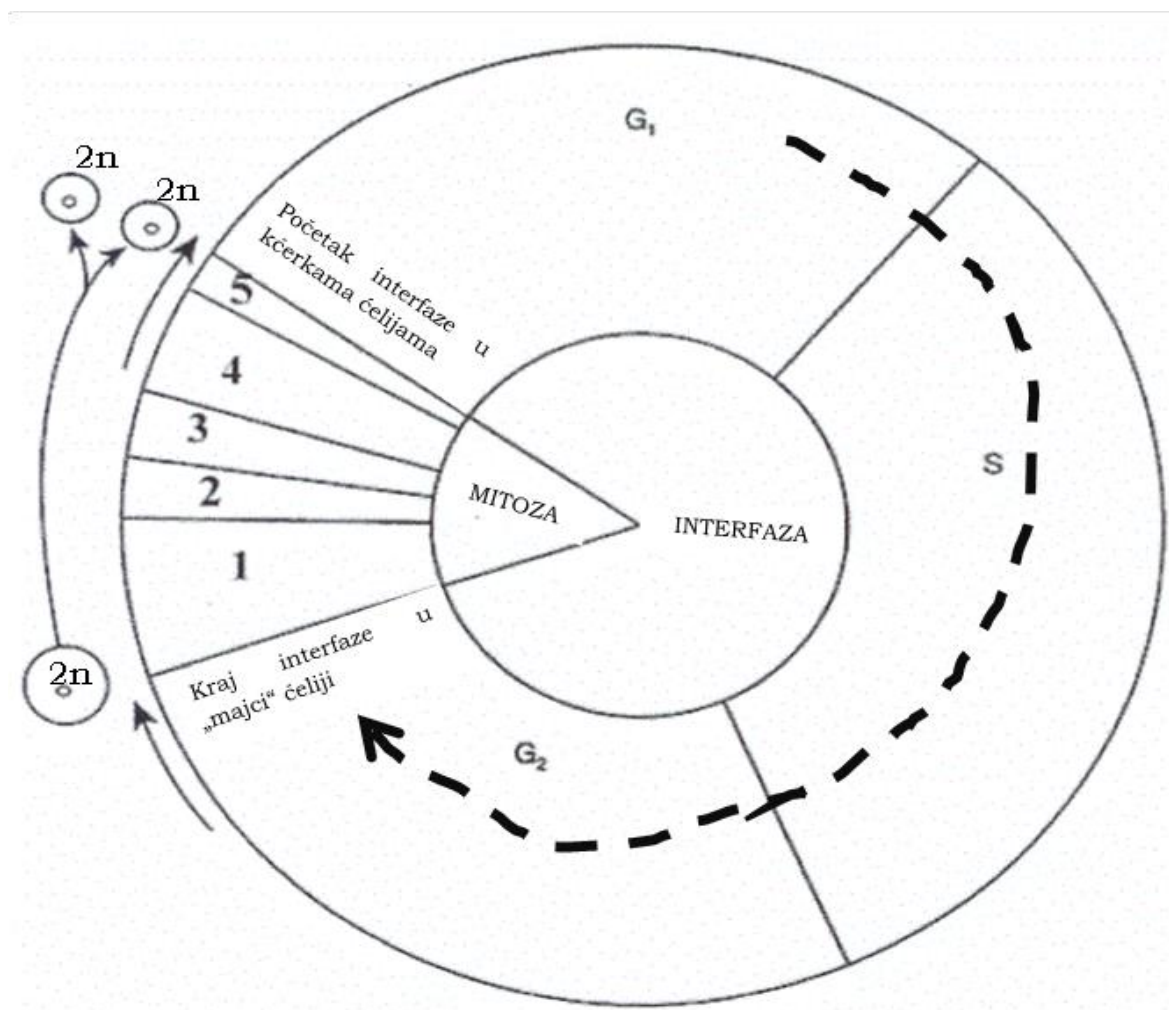 G₁
2n
2n
Početak interfaze u
kćerkama ćelijama
5
4
3
2
1
MITOZA
INTERFAZA
S
2n
Kraj interfaze u
„majci“ ćeliji
G₂